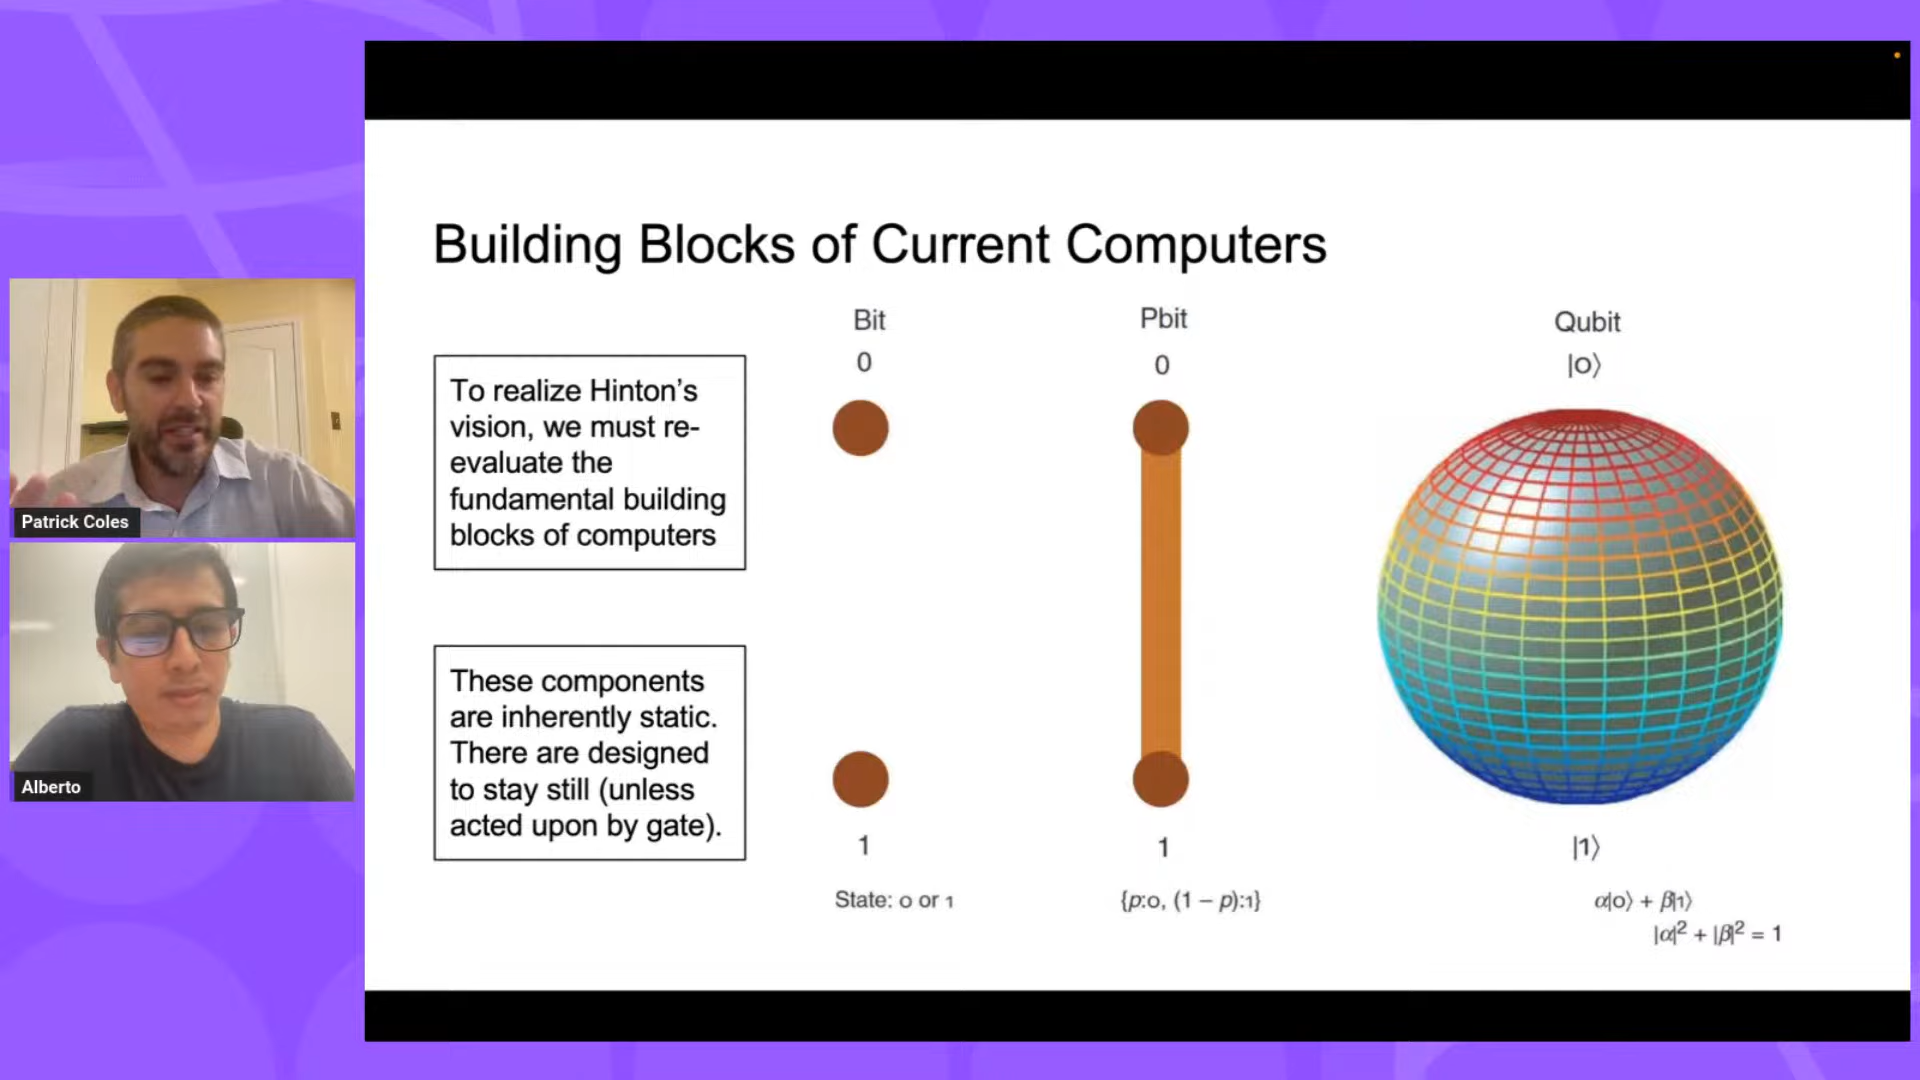 Building Blocks of Current Computers
To realize Hinton's
vision, we must re-
evaluate the
fundamental building
blocks of computers
These components
are inherently static.
There are designed
to stay still (unless
acted upon by gate).
Bit
0
1
State: 0 or 1
Pbit
0
1
{p:0, (1 − p):1}
Qubit
|0⟩
|1⟩
α|0⟩ + β|1⟩
|α|² + |β|² = 1
Patrick Coles
Alberto